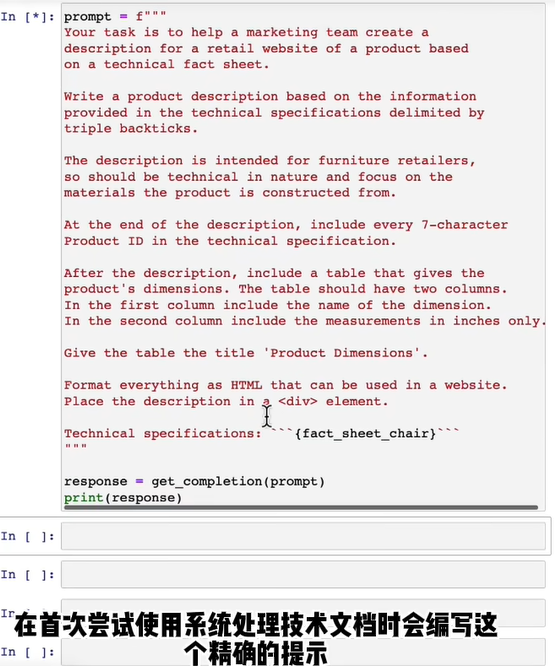 In [*]: prompt = f"""
Your task is to help a marketing team create a
description for a retail website of a product based
on a technical fact sheet.
Write a product description based on the information
provided in the technical specifications delimited by
triple backticks.
The description is intended for furniture retailers,
so should be technical in nature and focus on the
materials the product is constructed from.
At the end of the description, include every 7-character
Product ID in the technical specification.
After the description, include a table that gives the
product's dimensions. The table should have two columns.
In the first column include the name of the dimension.
In the second column include the measurements in inches only.
Give the table the title 'Product Dimensions'.
Format everything as HTML that can be used in a website.
Place the description in a <div> element.
Technical specifications: ```{fact_sheet_chair}```
"""
response = get_completion(prompt)
print(response)
In [ ]:
In [ ]:
In
在首次尝试使用系统处理技术文档时会编写这
个精确的提示
In [ ]: